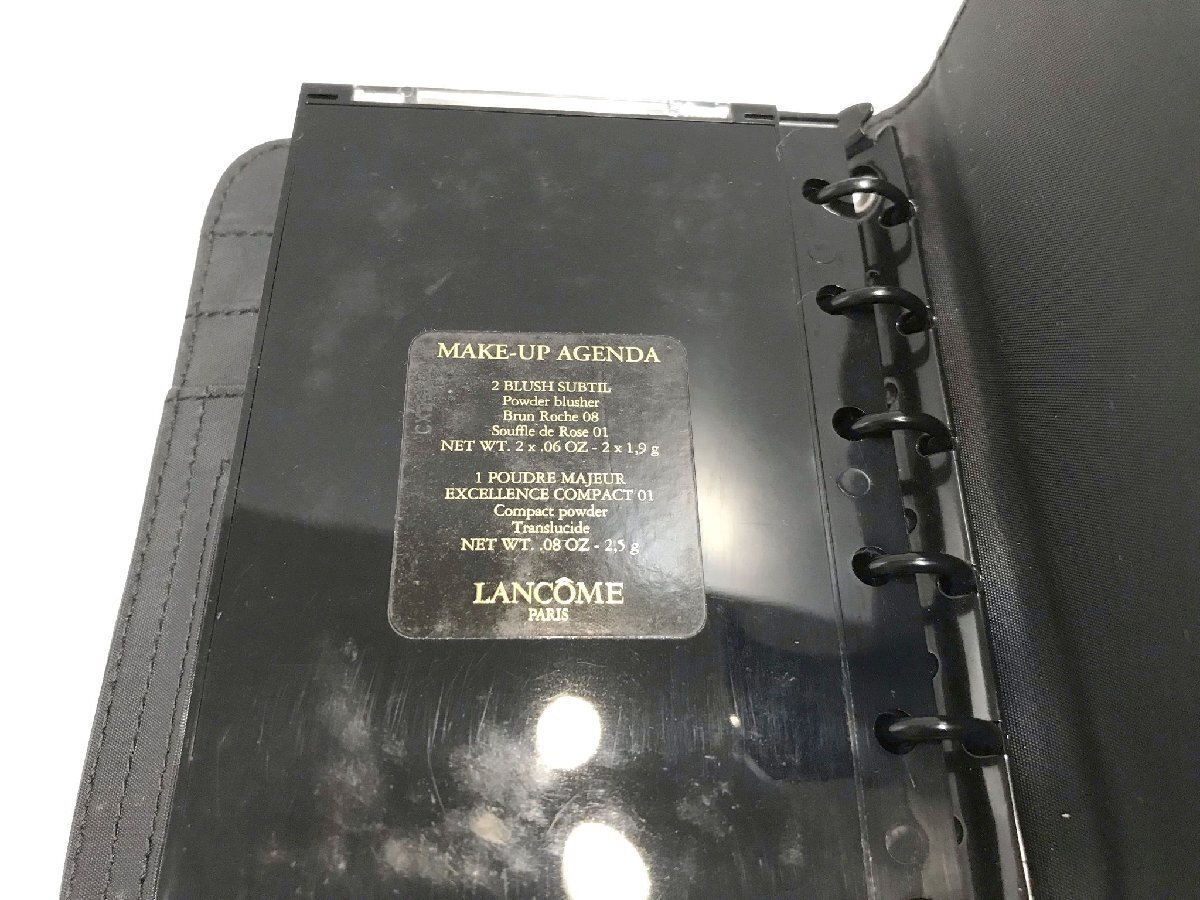 MAKE-UP AGENDA
2 BLUSH SUBTIL
Powder blusher
Brun Roche 08
Souffle de Rose 01
NET WT. 2 x .06 OZ - 2 x 1,9 g
1 POUDRE MAJEUR
EXCELLENCE COMPACT 01
Compact powder
Translucide
NET WT. .08 OZ - 2,5 g
LANCÔME
PARIS